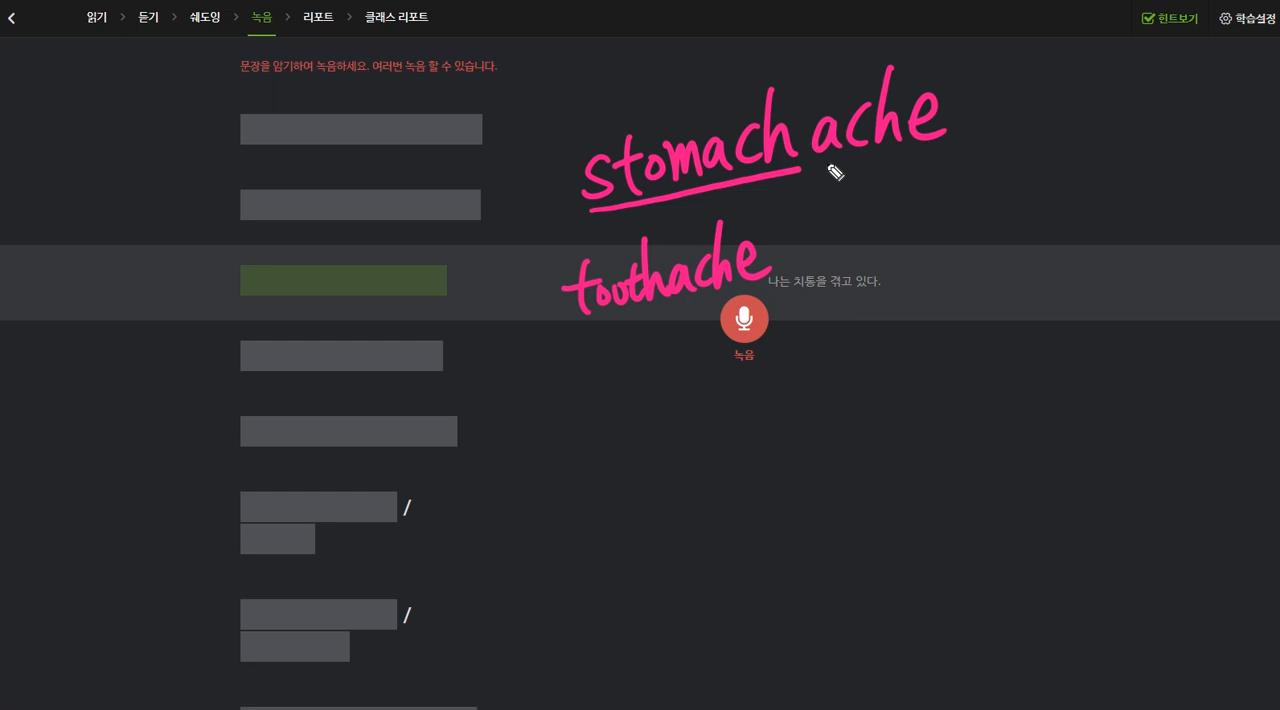 읽기 > 듣기 > 쉐도잉 > 녹음 > 리포트 > 클래스 리포트 힌트보기 학습설정
문장을 암기하여 녹음하세요. 여러번 녹음 할 수 있습니다.
stomach ache
toothache
나는 치통을 겪고 있다.
녹음
/
/